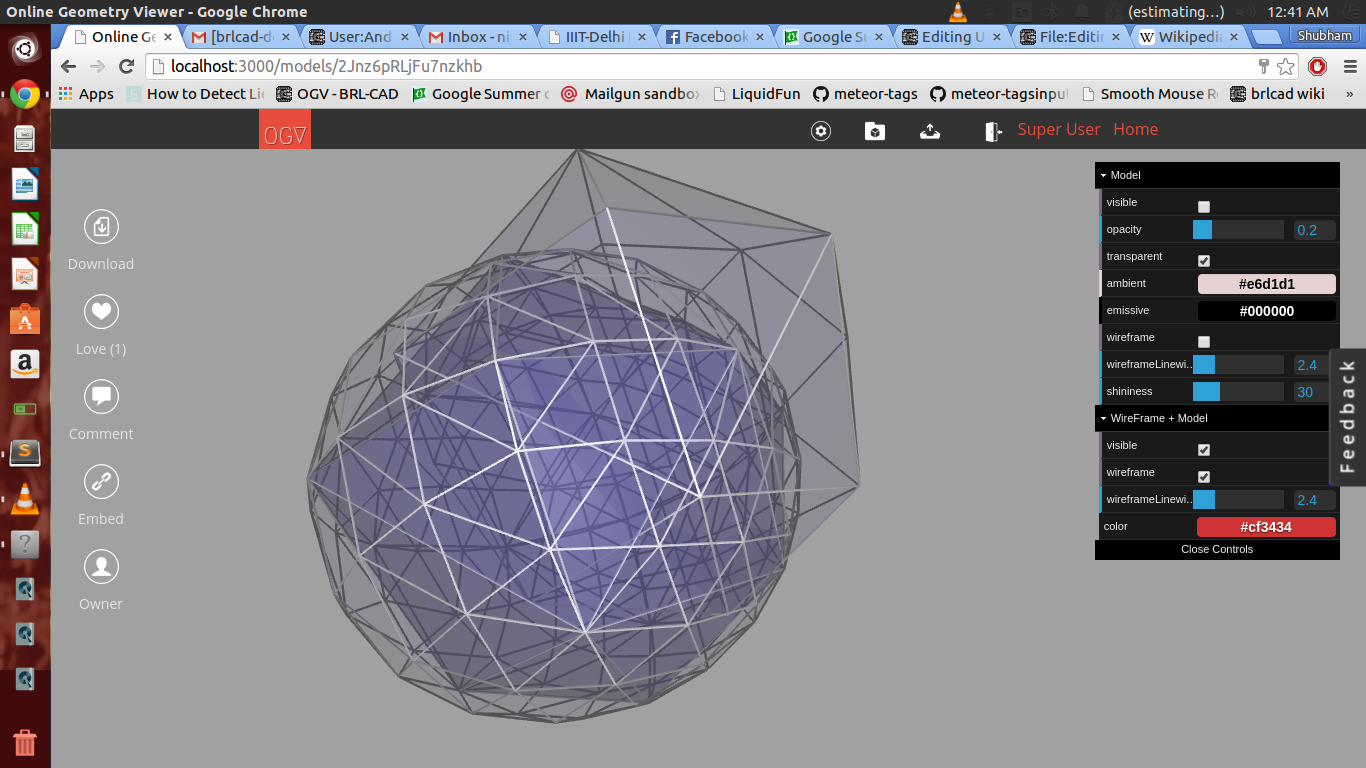 Online Geometry Viewer - Google Chrome
(estimating...) 12:41 AM
Online Ge
[brlcad-d
User:And
Inbox - ni
IIIT-Delhi
Facebook
Google Su
Editing U
File:Editin
Wikipedia
Shubham
localhost:3000/models/2Jnz6pRLjFu7nzkhb
Apps
How to Detect Li
OGV - BRL-CAD
Google Summer
Mailgun sandbo
LiquidFun
meteor-tags
meteor-tagsinpu
Smooth Mouse
brlcad wiki
»
OGV
Super User
Home
Download
Love (1)
Comment
Embed
Owner
Model
visible
opacity 0.2
transparent
ambient #e6d1d1
emissive #000000
wireframe
wireframeLinewi.. 2.4
shininess 30
WireFrame + Model
visible
wireframe
wireframeLinewi.. 2.4
color #cf3434
Close Controls
Feedback